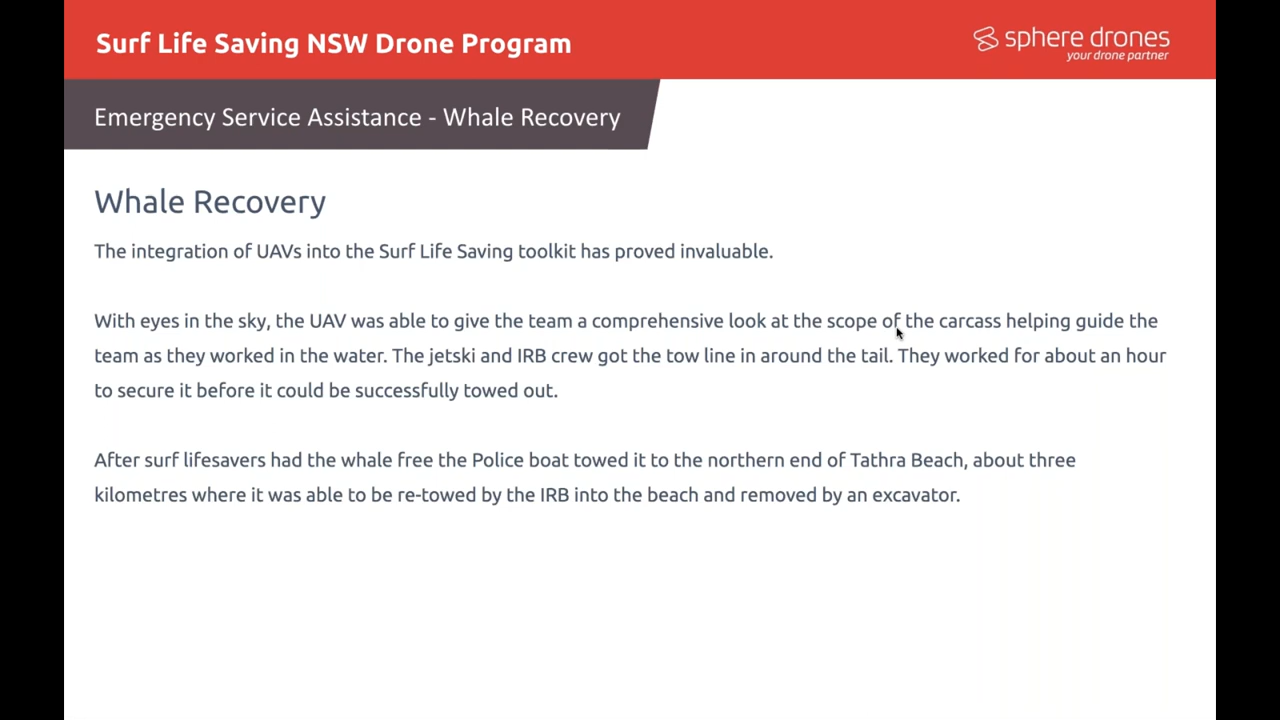 Surf Life Saving NSW Drone Program
sphere drones
your drone partner
Emergency Service Assistance - Whale Recovery
Whale Recovery
The integration of UAVs into the Surf Life Saving toolkit has proved invaluable.
With eyes in the sky, the UAV was able to give the team a comprehensive look at the scope of the carcass helping guide the
team as they worked in the water. The jetski and IRB crew got the tow line in around the tail. They worked for about an hour
to secure it before it could be successfully towed out.
After surf lifesavers had the whale free the Police boat towed it to the northern end of Tathra Beach, about three
kilometres where it was able to be re-towed by the IRB into the beach and removed by an excavator.